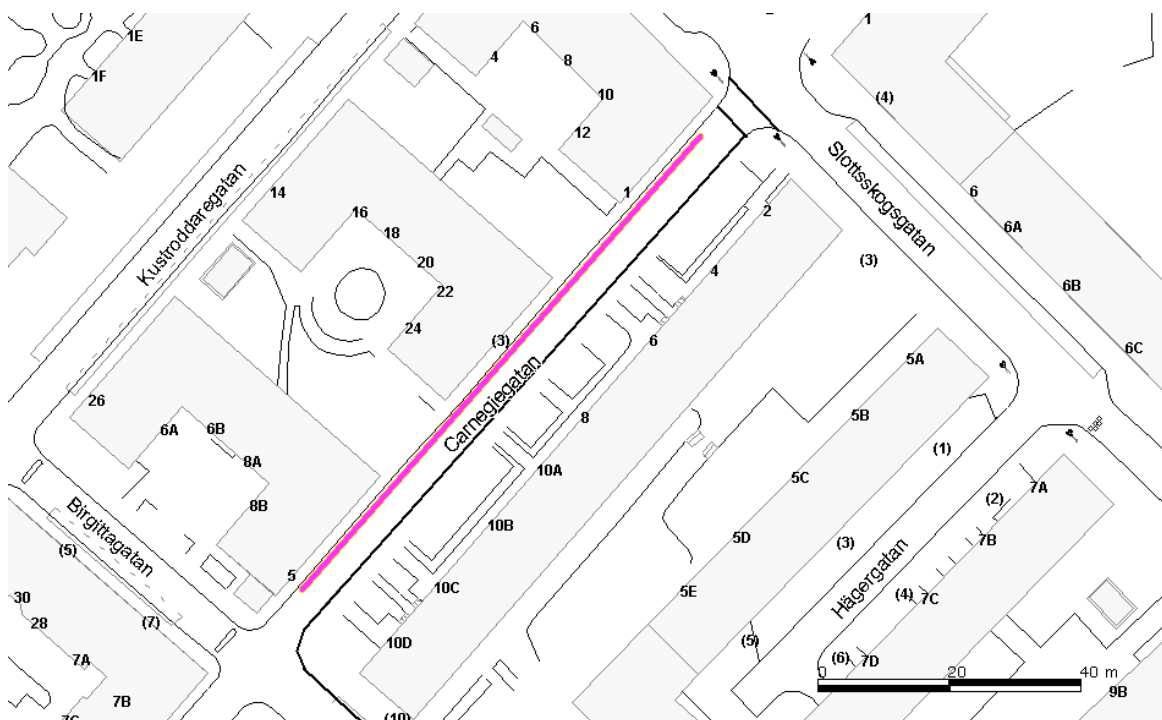 1E
6
1
1F
4
8
(4)
10
12
Kustroddaregatan
14
1
Slottsskogsgatan
6
16
2
6A
18
20
4
(3)
22
6B
24
(3)
6
6C
5A
26
Carnegiegatan
6A
6B
8
5B
8A
10A
5C
(1)
7A
8B
(2)
Birgittagatan
10B
5D
7B
(5)
(3)
5
10C
5E
Hägergatan
30
(4)
7C
28
(7)
10D
(5)
7A
(6)
7D
0
20
40 m
7B
9B
7C
(10)